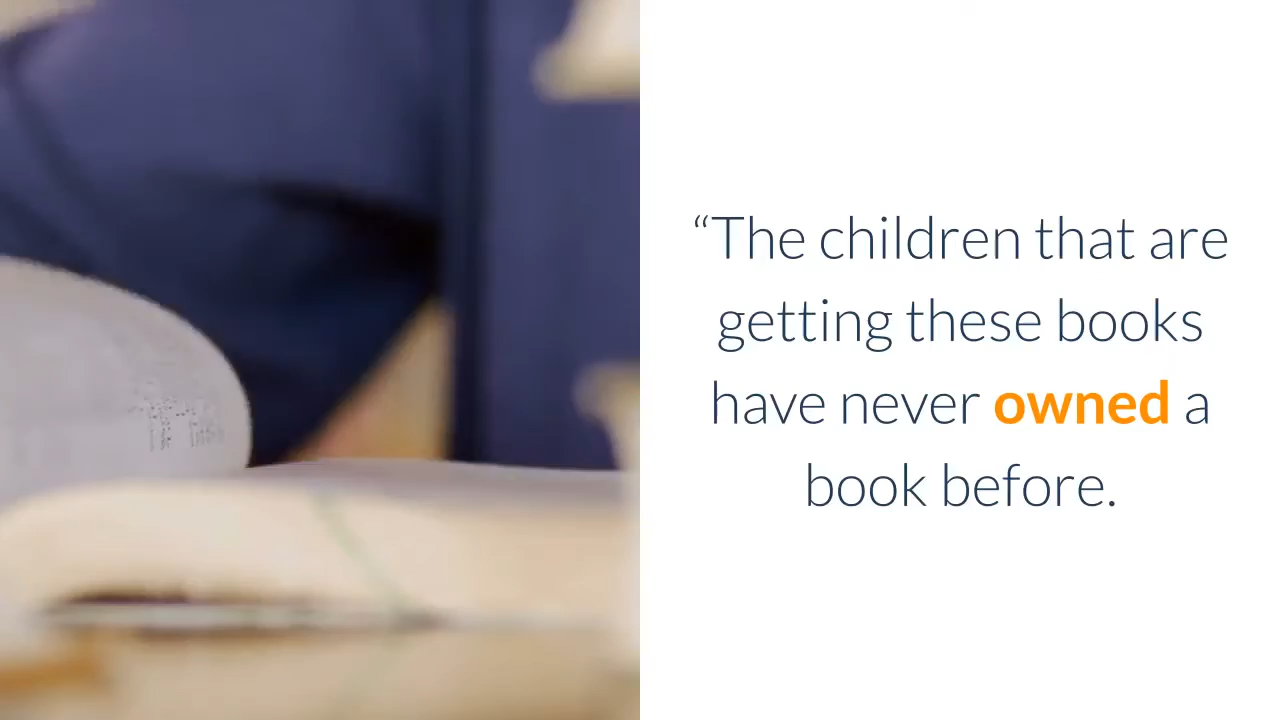 “The children that are
getting these books
have never owned a
book before.